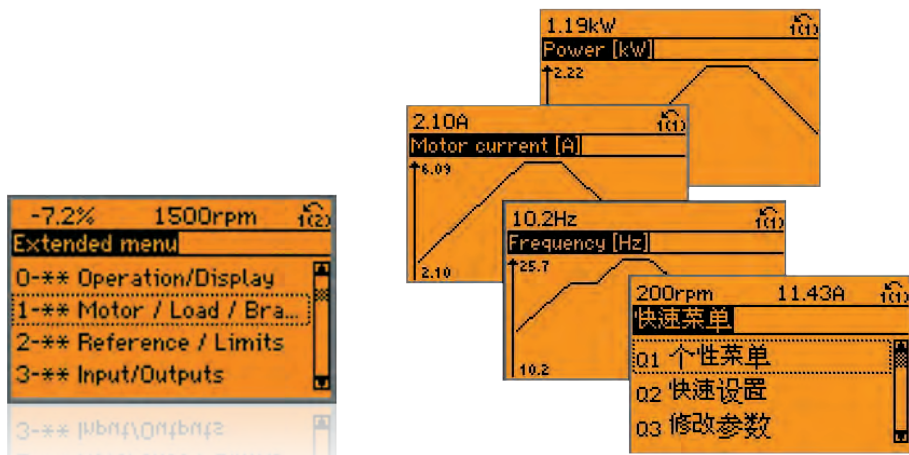 1.19kW 1(1)
Power [kW]
2.22
2.10A 1(1)
Motor current [A]
6.09
2.10
10.2Hz 1(1)
Frequency [Hz]
25.7
10.2
-7.2% 1500rpm 1(2)
Extended menu
0-** Operation/Display
1-** Motor / Load / Bra...
2-** Reference / Limits
3-** Input/Outputs
200rpm 11.43A 1(1)
快速菜单
Q1 个性菜单
Q2 快速设置
Q3 修改参数